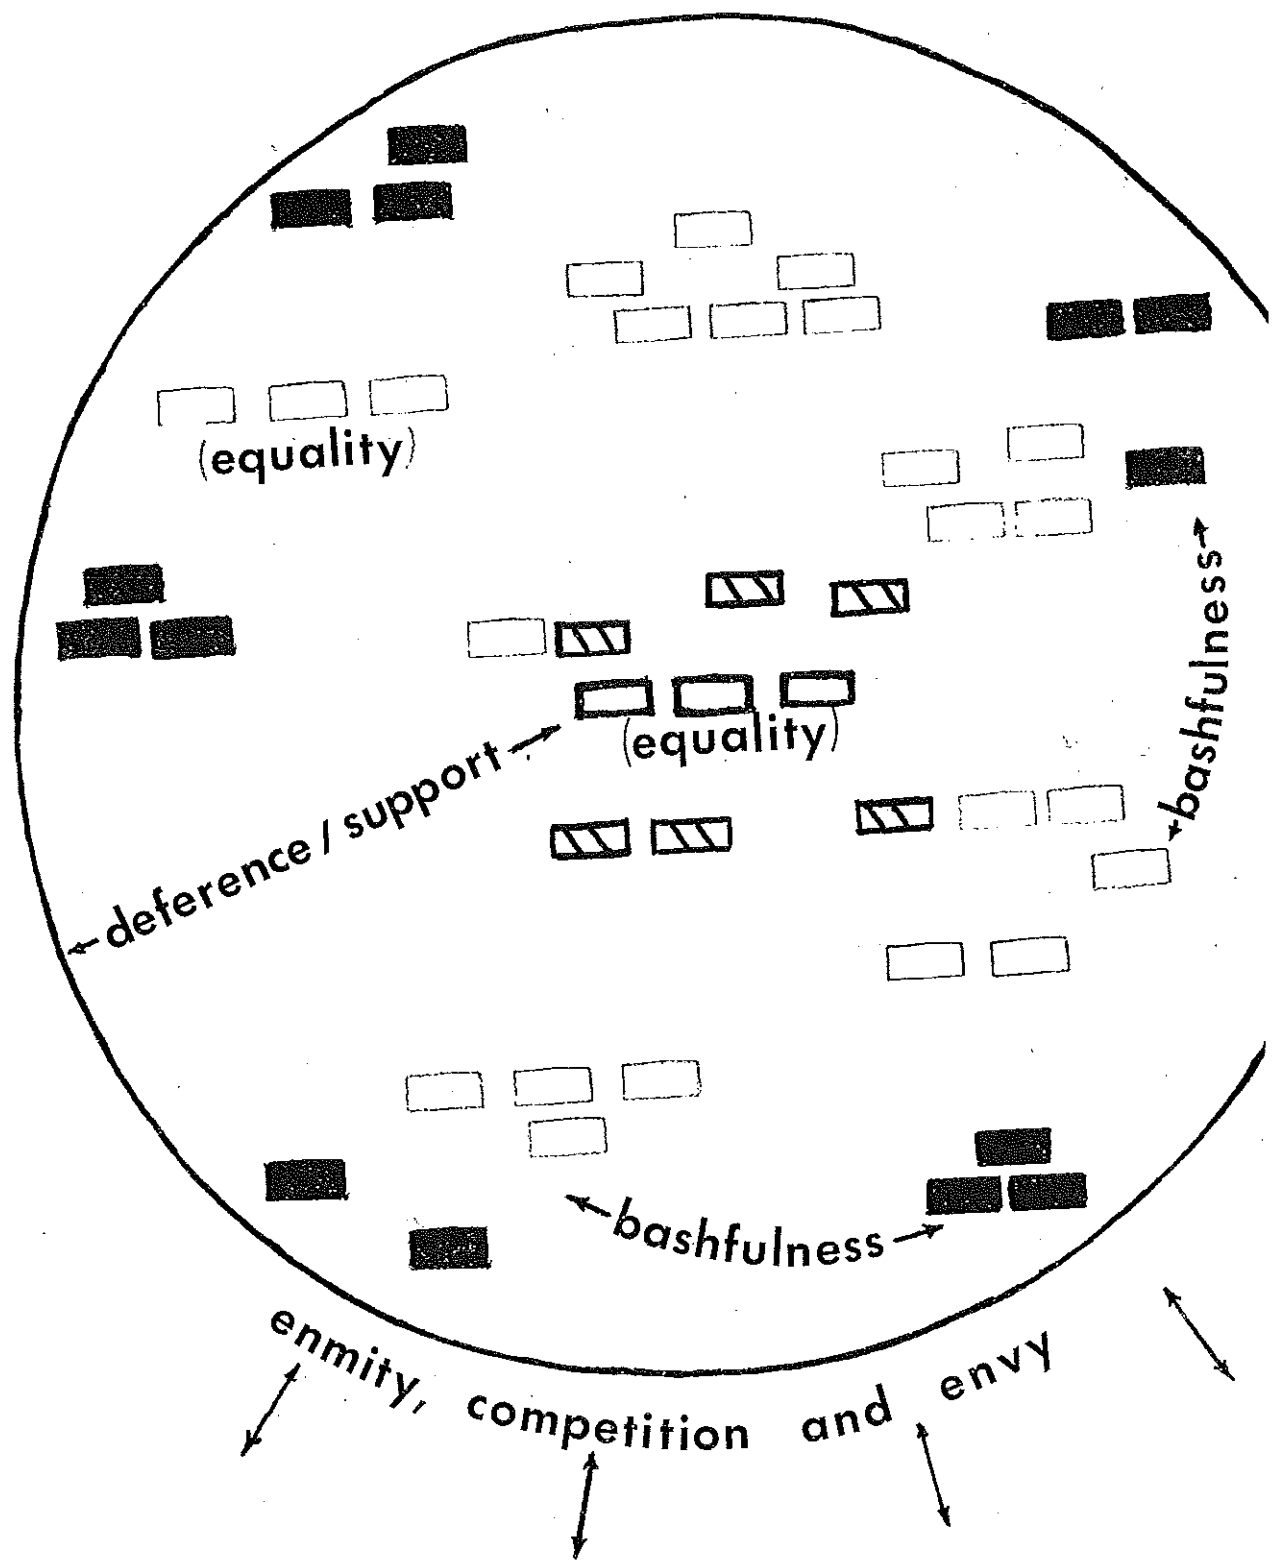 (equality)
bashfulness
(equality)
deference / support
bashfulness
enmity, competition and envy